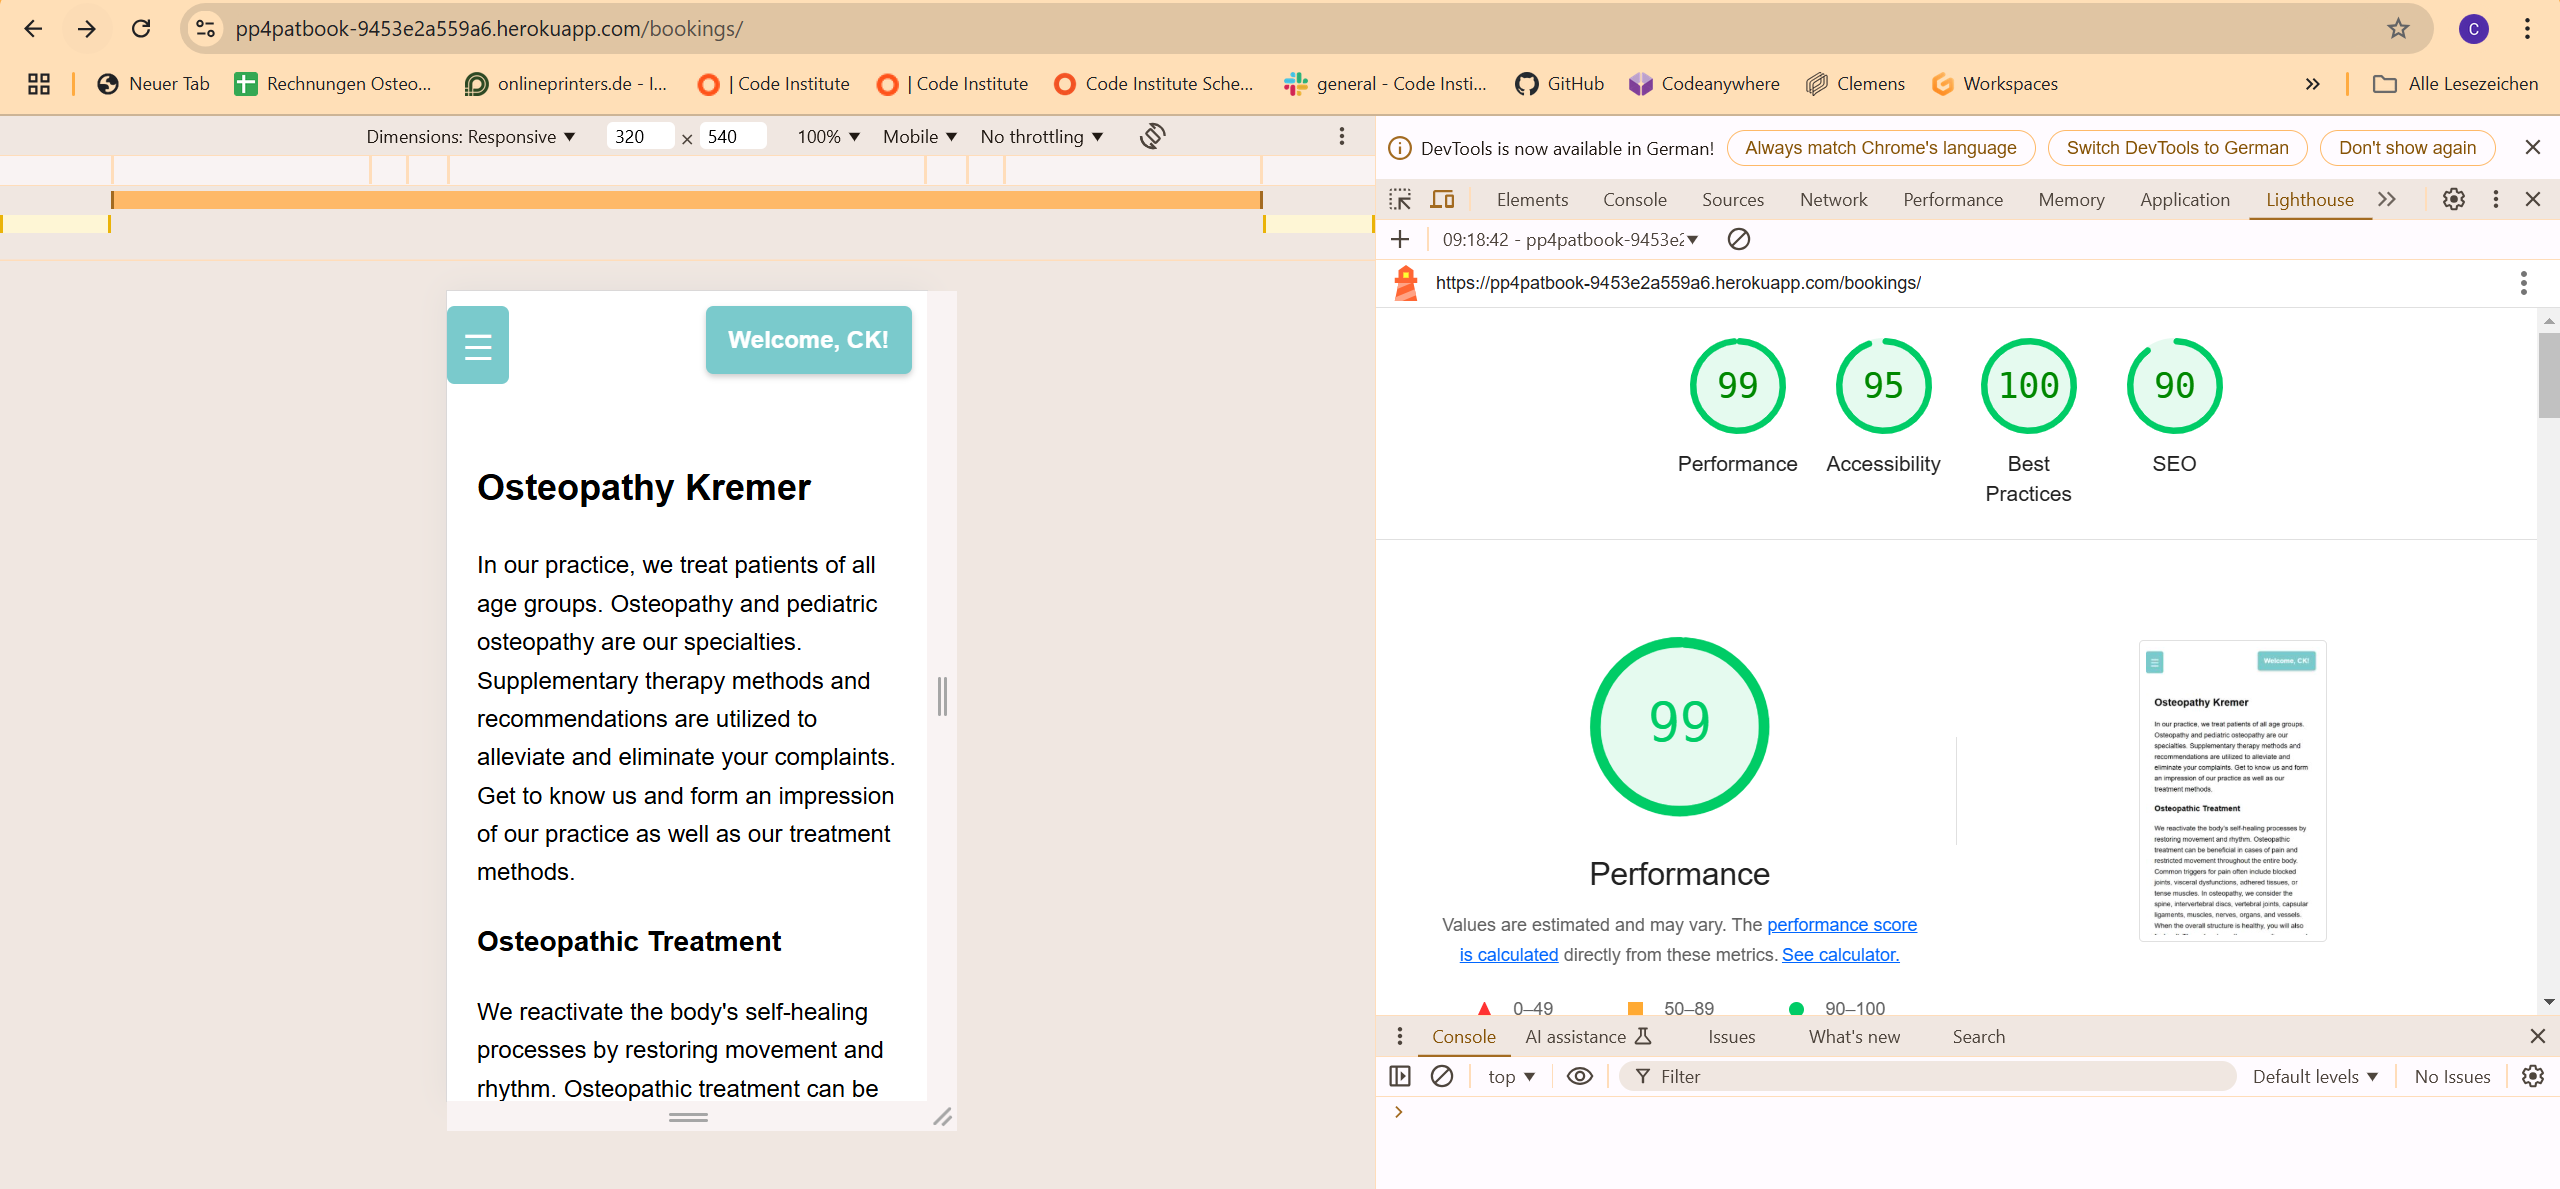 pp4patbook-9453e2a559a6.herokuapp.com/bookings/
C
Neuer Tab
Rechnungen Osteo...
onlineprinters.de - I...
| Code Institute
| Code Institute
Code Institute Sche...
general - Code Insti...
GitHub
Codeanywhere
Clemens
Workspaces
Alle Lesezeichen
Dimensions: Responsive
320 × 540
100%
Mobile
No throttling
Welcome, CK!
Osteopathy Kremer
In our practice, we treat patients of all
age groups. Osteopathy and pediatric
osteopathy are our specialties.
Supplementary therapy methods and
recommendations are utilized to
alleviate and eliminate your complaints.
Get to know us and form an impression
of our practice as well as our treatment
methods.
Osteopathic Treatment
We reactivate the body's self-healing
processes by restoring movement and
rhythm. Osteopathic treatment can be
DevTools is now available in German!
Always match Chrome's language
Switch DevTools to German
Don't show again
Elements
Console
Sources
Network
Performance
Memory
Application
Lighthouse
09:18:42 - pp4patbook-9453e2
https://pp4patbook-9453e2a559a6.herokuapp.com/bookings/
99
95
100
90
Performance
Accessibility
Best
Practices
SEO
99
Performance
Values are estimated and may vary. The performance score
is calculated directly from these metrics. See calculator.
0–49
50–89
90–100
Welcome, CK!
Osteopathy Kremer
In our practice, we treat patients of all age groups.
Osteopathy and pediatric osteopathy are our
specialties. Supplementary therapy methods and
recommendations are utilized to alleviate and
eliminate your complaints. Get to know us and form
an impression of our practice as well as our
treatment methods.
Osteopathic Treatment
We reactivate the body's self-healing processes by
restoring movement and rhythm. Osteopathic
treatment can be beneficial in cases of pain and
restricted movement throughout the entire body.
Common triggers for pain often include blocked
joints, visceral dysfunctions, adhered tissues, or
tense muscles. In osteopathy, we consider the
spine, intervertebral discs, vertebral joints, capsular
ligaments, muscles, nerves, organs, and vessels.
When the overall structure is healthy, you will also
Console
AI assistance
Issues
What's new
Search
top
Filter
Default levels
No Issues